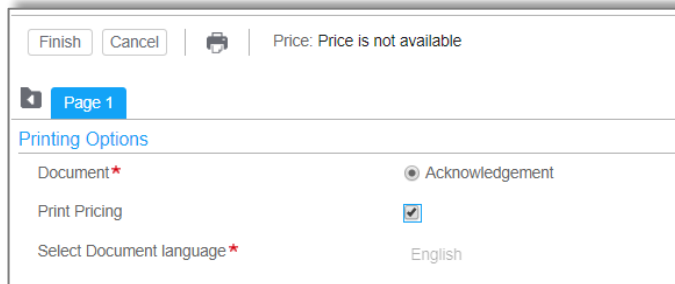 Finish Cancel Price: Price is not available
Page 1
Printing Options
Document* Acknowledgement
Print Pricing
Select Document language* English